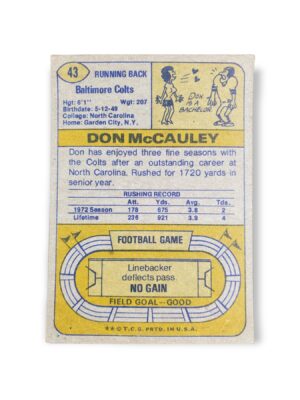 43
RUNNING BACK
Baltimore Colts
Hgt: 6'1" Wgt: 207
Birthdate: 5-12-49
College: North Carolina
Home: Garden City, N.Y.
DON IS A BACHELOR
DON McCAULEY
Don has enjoyed three fine seasons with
the Colts after an outstanding career at
North Carolina. Rushed for 1720 yards in
senior year.
RUSHING RECORD
Att. Yds. Avg. Tds.
1972 Season 178 675 3.8 2
Lifetime 236 921 3.9 4
FOOTBALL GAME
Linebacker
deflects pass.
NO GAIN
FIELD GOAL—GOOD
★★ © T.C.G. PRTD. IN U.S.A.